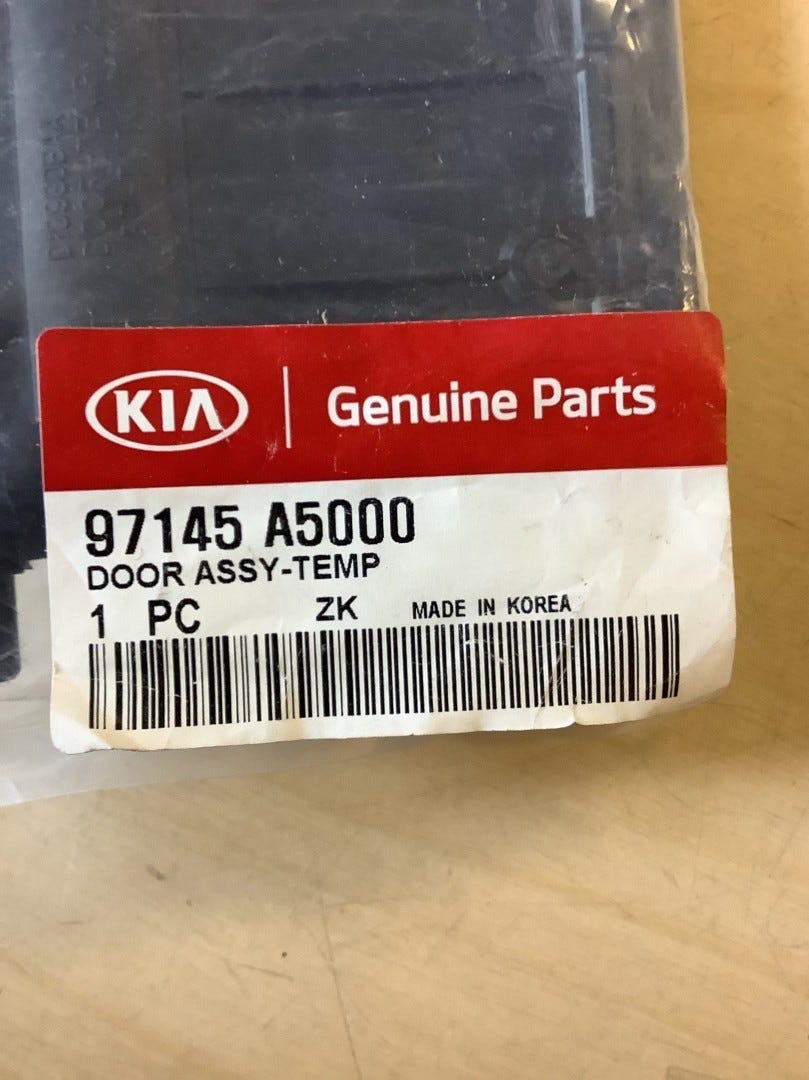 KIA Genuine Parts
97145 A5000
DOOR ASSY-TEMP
1 PC ZK MADE IN KOREA